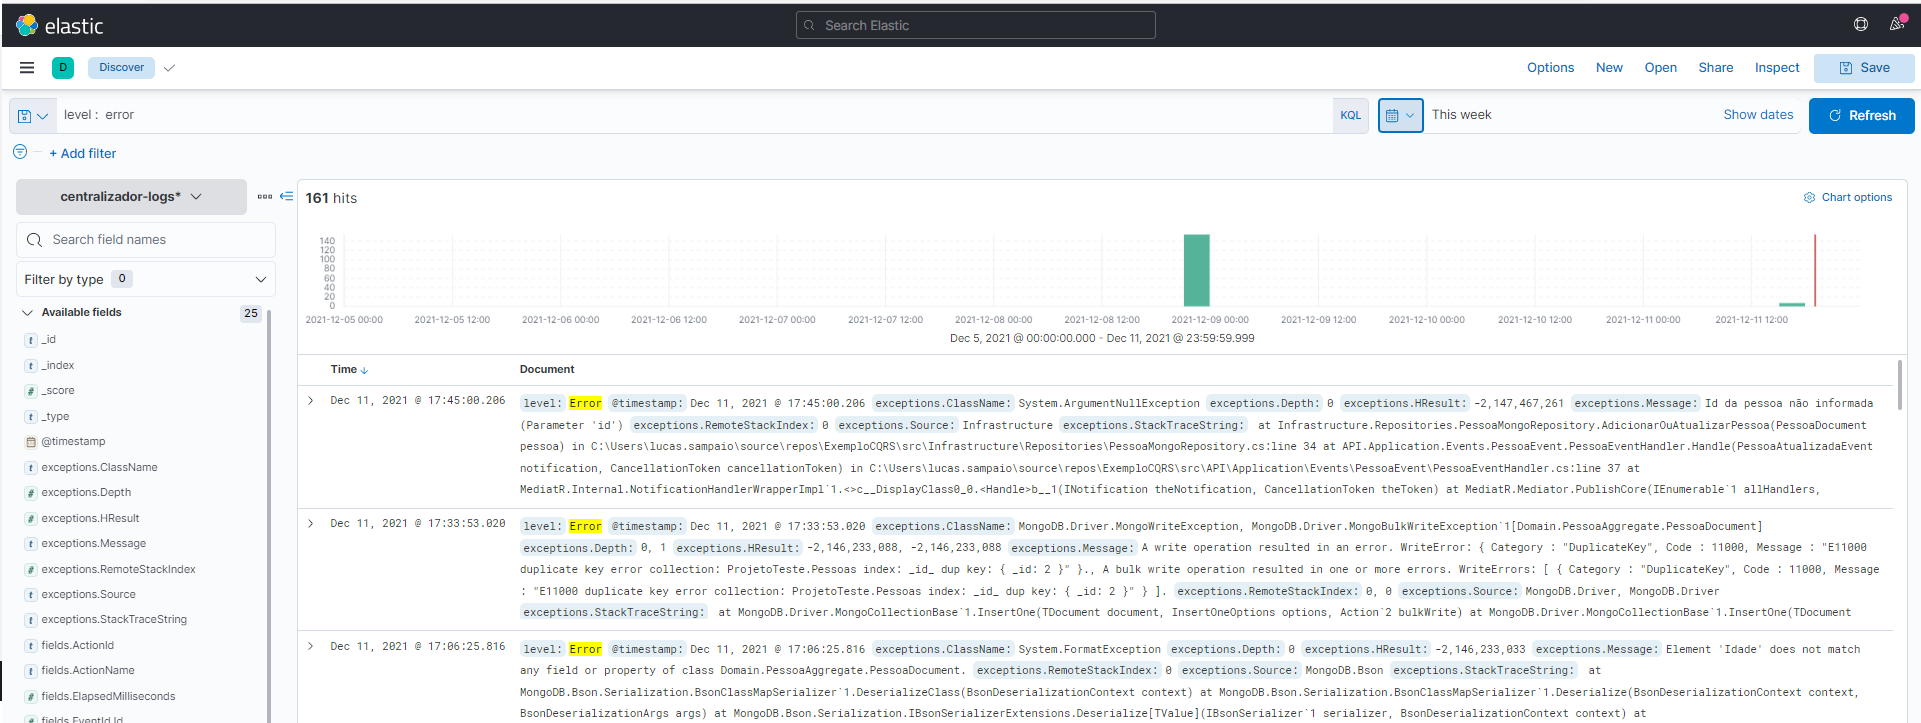 elastic
Search Elastic
D Discover
Options New Open Share Inspect Save
level : error
KQL
This week Show dates Refresh
+ Add filter
centralizador-logs*
Search field names
Filter by type 0
Available fields 25
t _id
t _index
# _score
t _type
@timestamp
t exceptions.ClassName
# exceptions.Depth
# exceptions.HResult
t exceptions.Message
# exceptions.RemoteStackIndex
t exceptions.Source
t exceptions.StackTraceString
t fields.ActionId
t fields.ActionName
# fields.ElapsedMilliseconds
fields.EventId.Id
161 hits
Chart options
140
120
100
80
60
40
20
0
2021-12-05 00:00 2021-12-05 12:00 2021-12-06 00:00 2021-12-06 12:00 2021-12-07 00:00 2021-12-07 12:00 2021-12-08 00:00 2021-12-08 12:00 2021-12-09 00:00 2021-12-09 12:00 2021-12-10 00:00 2021-12-10 12:00 2021-12-11 00:00 2021-12-11 12:00
Dec 5, 2021 @ 00:00:00.000 - Dec 11, 2021 @ 23:59:59.999
Time Document
Dec 11, 2021 @ 17:45:00.206 level: Error @timestamp: Dec 11, 2021 @ 17:45:00.206 exceptions.ClassName: System.ArgumentNullException exceptions.Depth: 0 exceptions.HResult: -2,147,467,261 exceptions.Message: Id da pessoa não informada
(Parameter 'id') exceptions.RemoteStackIndex: 0 exceptions.Source: Infrastructure exceptions.StackTraceString: at Infrastructure.Repositories.PessoaMongoRepository.AdicionarOuAtualizarPessoa(PessoaDocument
pessoa) in C:\Users\lucas.sampaio\source\repos\ExemploCQRS\src\Infrastructure\Repositories\PessoaMongoRepository.cs:line 34 at API.Application.Events.PessoaEvent.PessoaEventHandler.Handle(PessoaAtualizadaEvent
notification, CancellationToken cancellationToken) in C:\Users\lucas.sampaio\source\repos\ExemploCQRS\src\API\Application\Events\PessoaEvent\PessoaEventHandler.cs:line 37 at
MediatR.Internal.NotificationHandlerWrapperImpl`1.<>c__DisplayClass0_0.<Handle>b__1(INotification theNotification, CancellationToken theToken) at MediatR.Mediator.PublishCore(IEnumerable`1 allHandlers,
Dec 11, 2021 @ 17:33:53.020 level: Error @timestamp: Dec 11, 2021 @ 17:33:53.020 exceptions.ClassName: MongoDB.Driver.MongoWriteException, MongoDB.Driver.MongoBulkWriteException`1[Domain.PessoaAggregate.PessoaDocument]
exceptions.Depth: 0, 1 exceptions.HResult: -2,146,233,088, -2,146,233,088 exceptions.Message: A write operation resulted in an error. WriteError: { Category : "DuplicateKey", Code : 11000, Message : "E11000
duplicate key error collection: ProjetoTeste.Pessoas index: _id_ dup key: { _id: 2 }" }., A bulk write operation resulted in one or more errors. WriteErrors: [ { Category : "DuplicateKey", Code : 11000, Message
: "E11000 duplicate key error collection: ProjetoTeste.Pessoas index: _id_ dup key: { _id: 2 }" } ]. exceptions.RemoteStackIndex: 0, 0 exceptions.Source: MongoDB.Driver, MongoDB.Driver
exceptions.StackTraceString: at MongoDB.Driver.MongoCollectionBase`1.InsertOne(TDocument document, InsertOneOptions options, Action`2 bulkWrite) at MongoDB.Driver.MongoCollectionBase`1.InsertOne(TDocument
Dec 11, 2021 @ 17:06:25.816 level: Error @timestamp: Dec 11, 2021 @ 17:06:25.816 exceptions.ClassName: System.FormatException exceptions.Depth: 0 exceptions.HResult: -2,146,233,033 exceptions.Message: Element 'Idade' does not match
any field or property of class Domain.PessoaAggregate.PessoaDocument. exceptions.RemoteStackIndex: 0 exceptions.Source: MongoDB.Bson exceptions.StackTraceString: at
MongoDB.Bson.Serialization.BsonClassMapSerializer`1.DeserializeClass(BsonDeserializationContext context) at MongoDB.Bson.Serialization.BsonClassMapSerializer`1.Deserialize(BsonDeserializationContext context,
BsonDeserializationArgs args) at MongoDB.Bson.Serialization.IBsonSerializerExtensions.Deserialize[TValue](IBsonSerializer`1 serializer, BsonDeserializationContext context) at